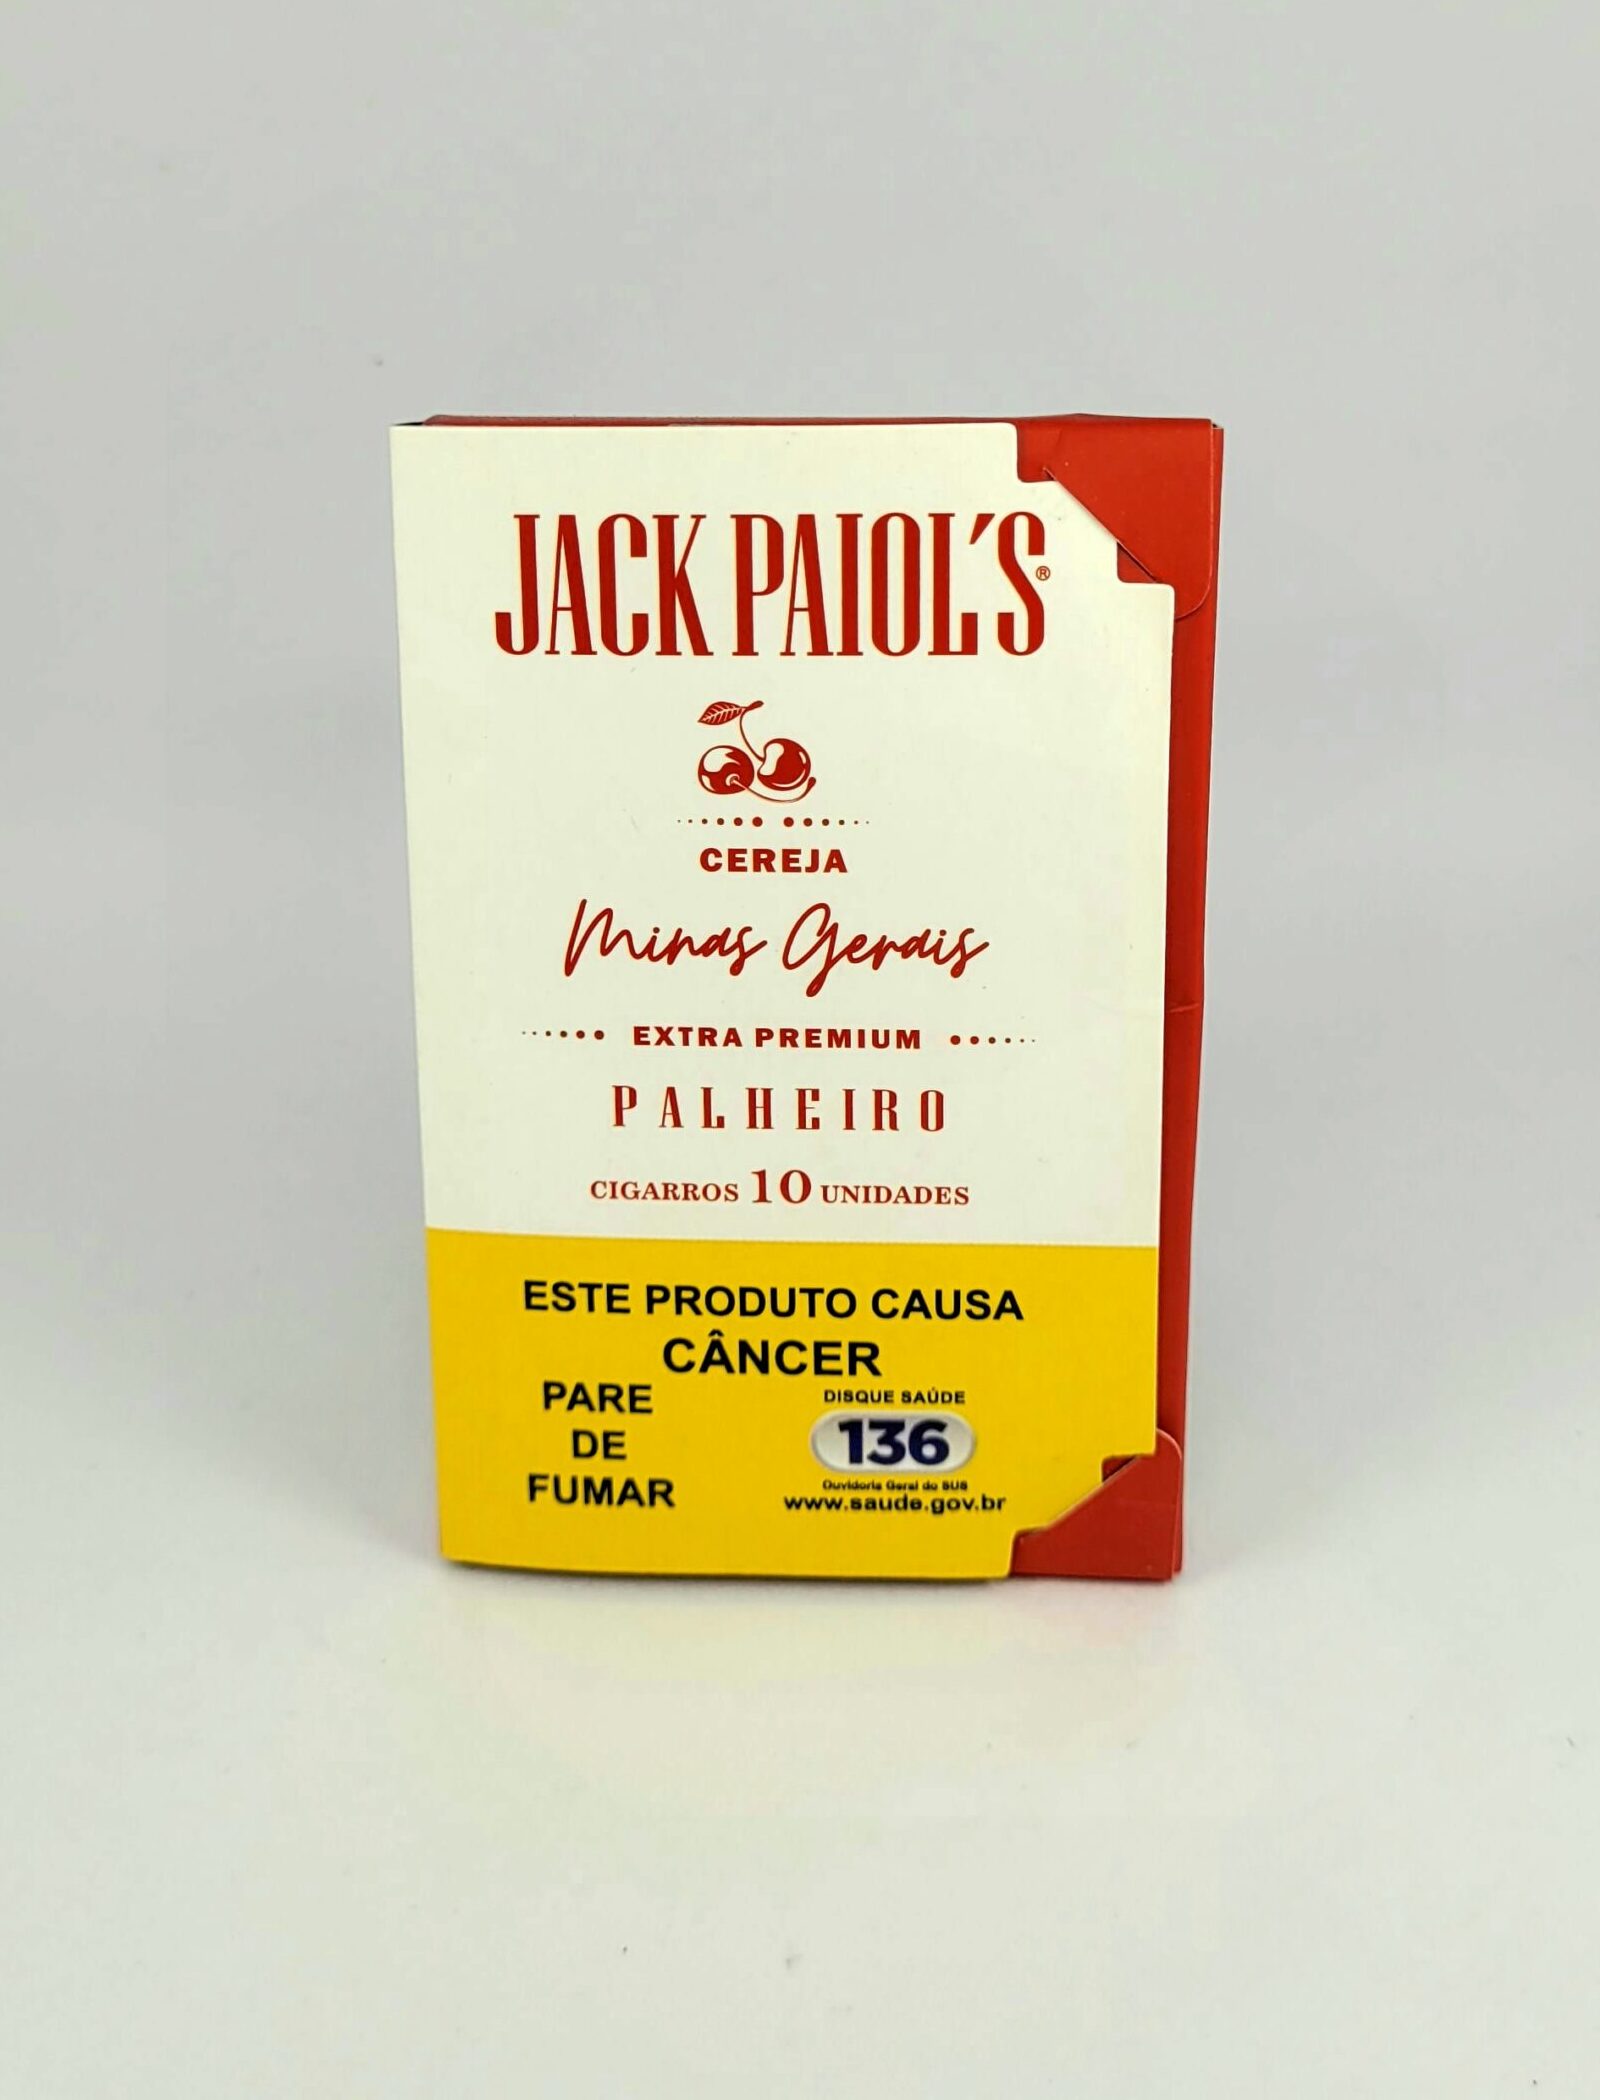 JACK PAIOL´S®
CEREJA
Minas Gerais
EXTRA PREMIUM
PALHEIRO
CIGARROS 10 UNIDADES
ESTE PRODUTO CAUSA
CÂNCER
PARE
DE
FUMAR
DISQUE SAÚDE
136
Ouvidoria Geral do SUS
www.saude.gov.br